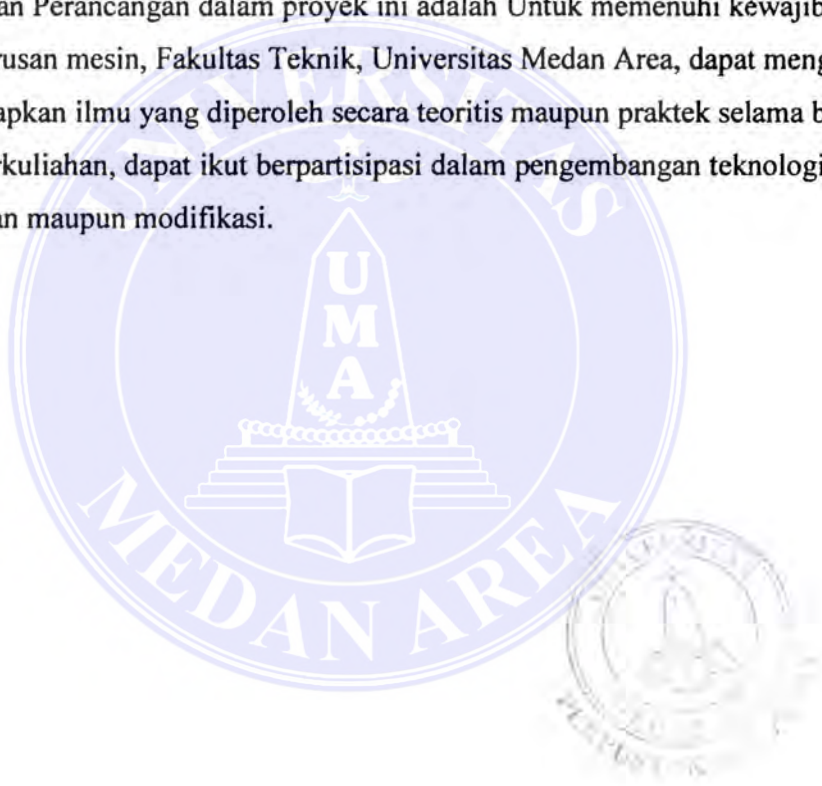 an Perancangan dalam proyek ini adalah Untuk memenuhi kewajib
rusan mesin, Fakultas Teknik, Universitas Medan Area, dapat meng
apkan ilmu yang diperoleh secara teoritis maupun praktek selama b
rkuliahan, dapat ikut berpartisipasi dalam pengembangan teknologi
an maupun modifikasi.
UNIVERSITAS
U
M
A
MEDAN AREA